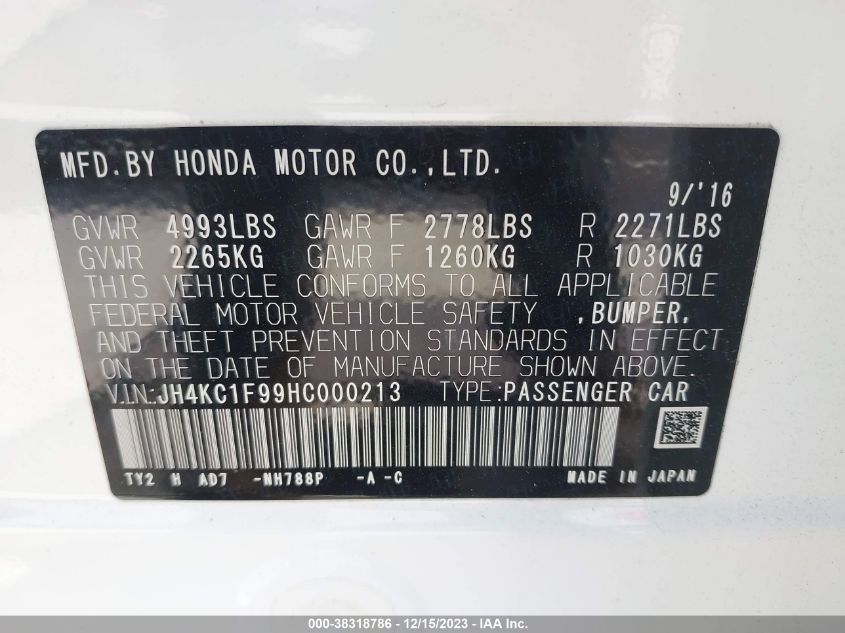 MFD.BY HONDA MOTOR CO.,LTD.
9/'16
GVWR 4993LBS GAWR F 2778LBS R 2271LBS
GVWR 2265KG GAWR F 1260KG R 1030KG
THIS VEHICLE CONFORMS TO ALL APPLICABLE
FEDERAL MOTOR VEHICLE SAFETY ,BUMPER,
AND THEFT PREVENTION STANDARDS IN EFFECT
ON THE DATE OF MANUFACTURE SHOWN ABOVE.
V.I.N:JH4KC1F99HC000213 TYPE:PASSENGER CAR
TY2 H AD7 -NH788P -A -C MADE IN JAPAN
000-38318786 - 12/15/2023 - IAA Inc.